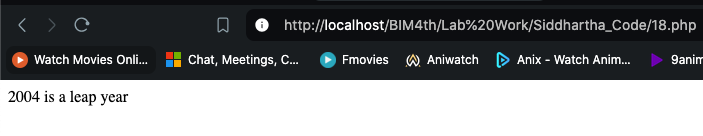 http://localhost/BIM4th/Lab%20Work/Siddhartha_Code/18.php
Watch Movies Onli... Chat, Meetings, C... Fmovies Aniwatch Anix - Watch Anim... 9anim
2004 is a leap year